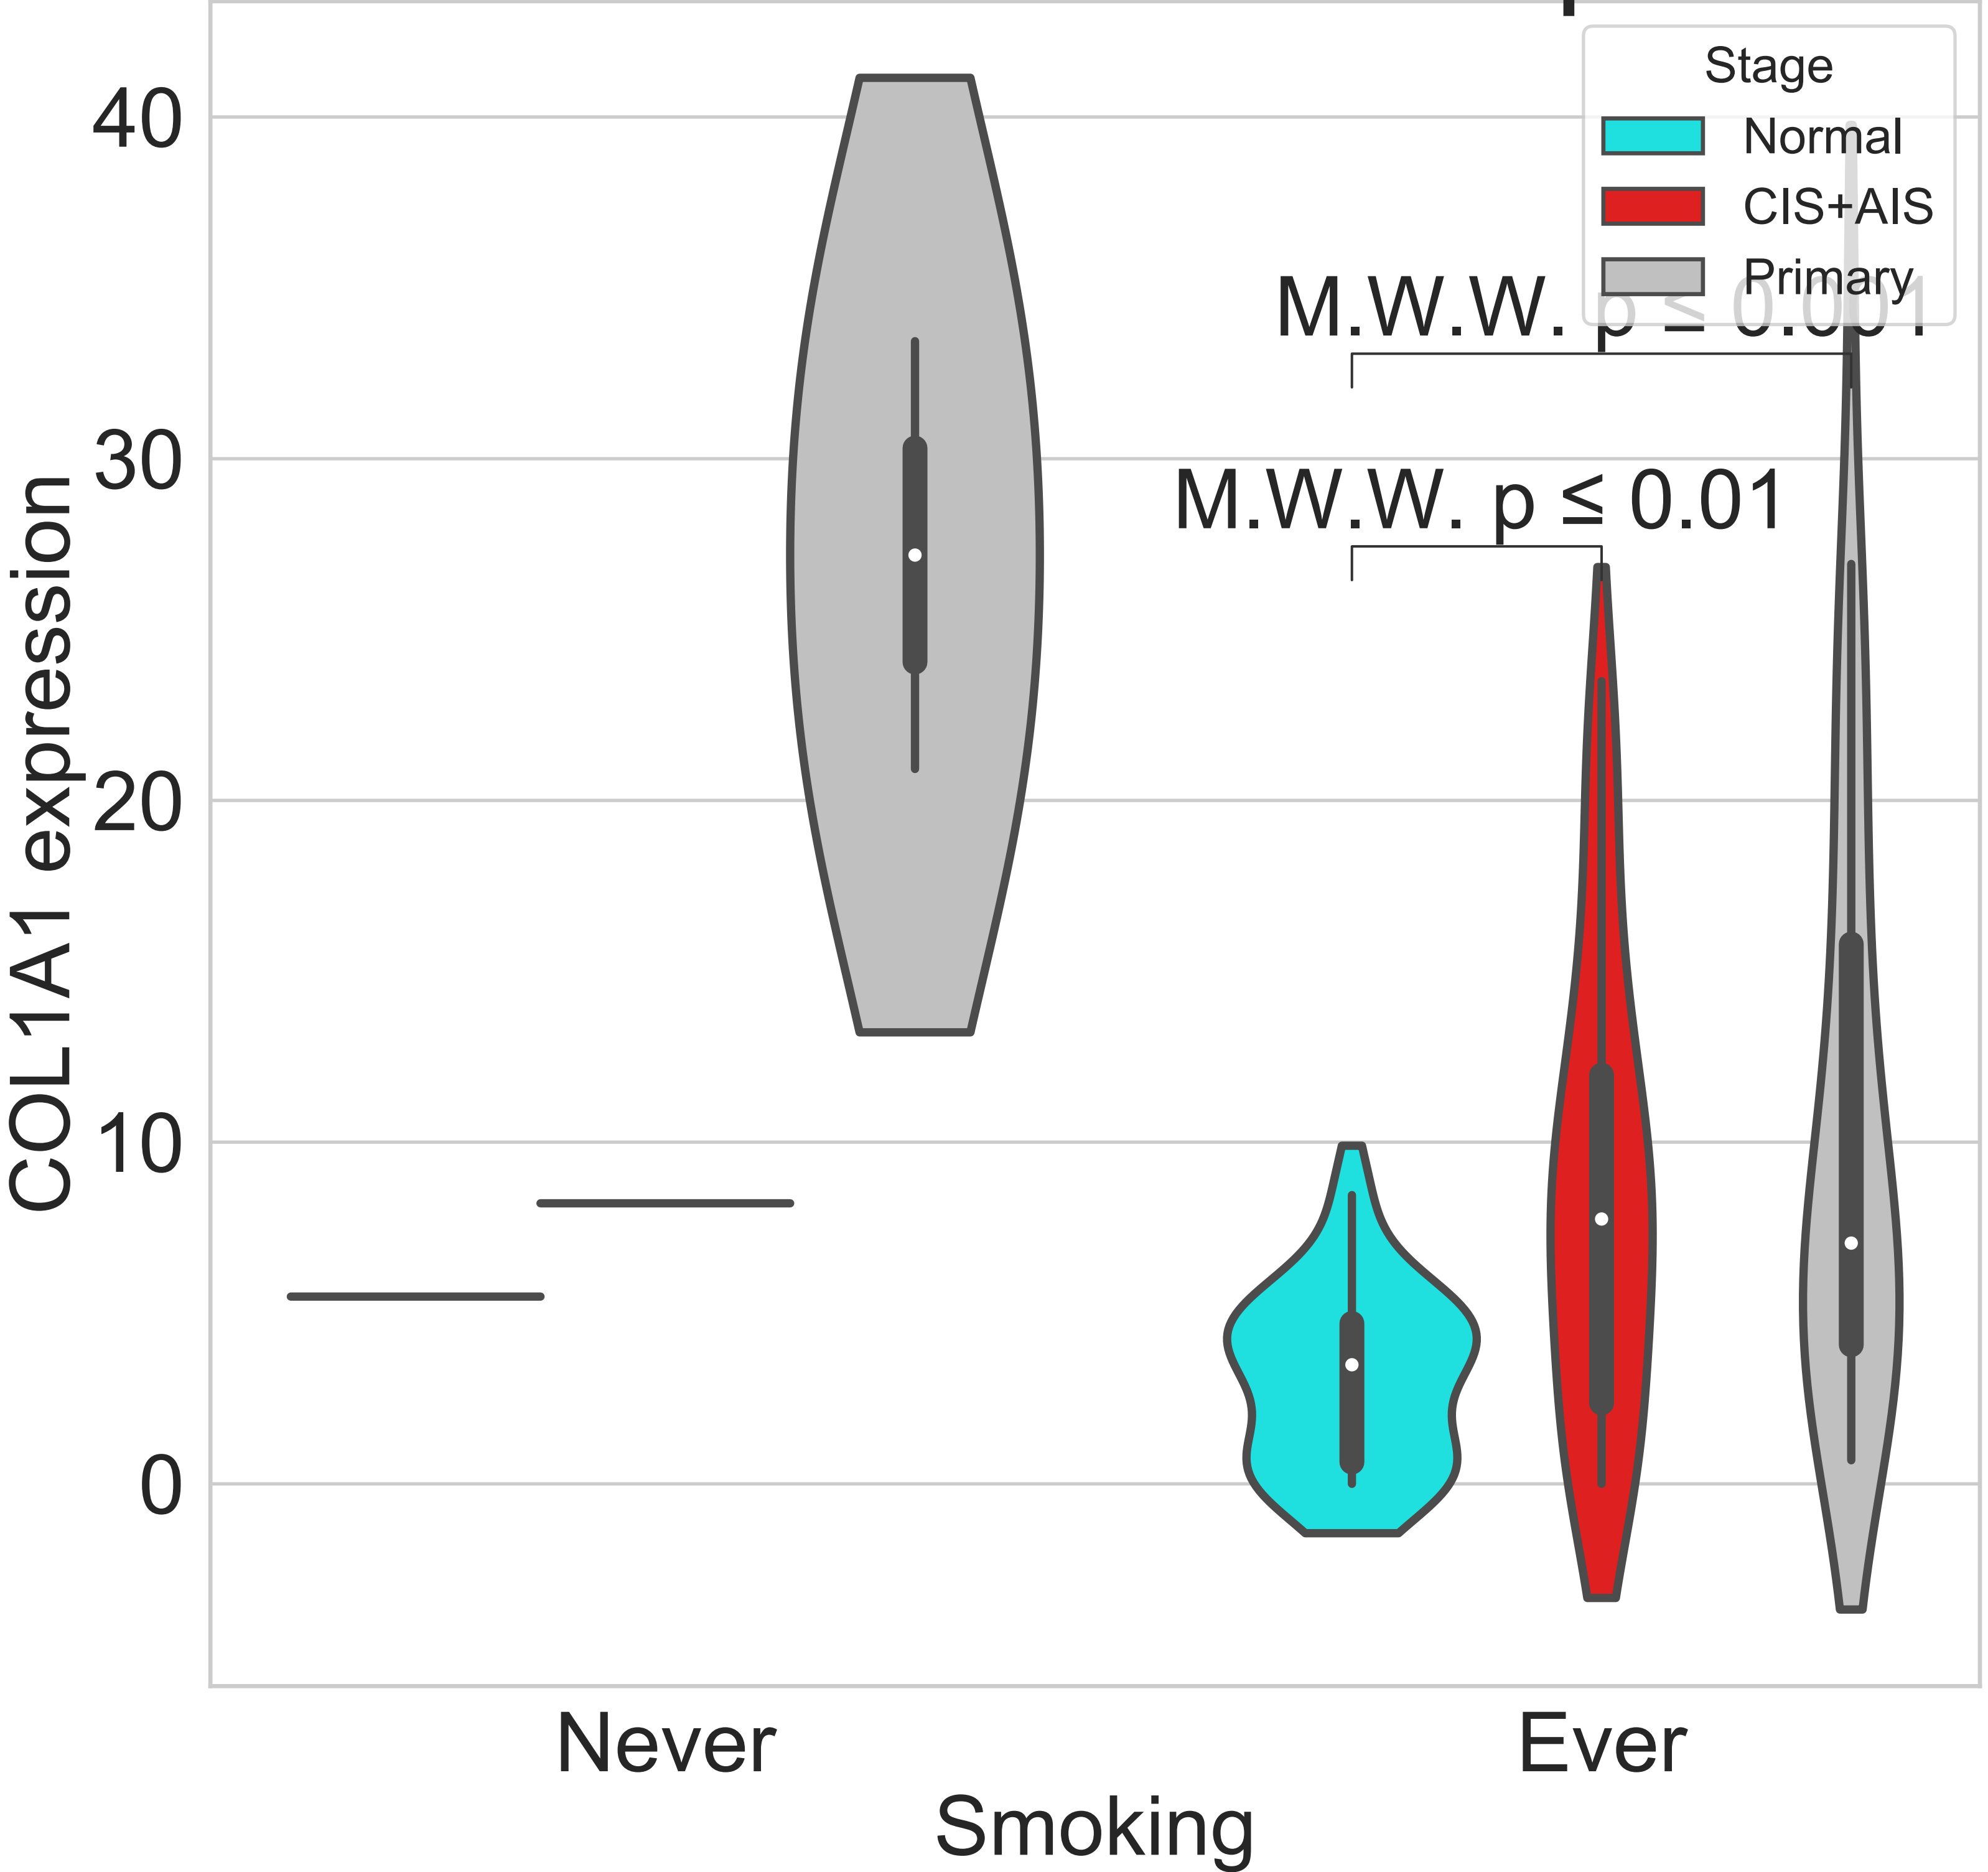 Stage
Normal
CIS+AIS
Primary
M.W.W. p ≤ 0.001
M.W.W. p ≤ 0.01
40
30
20
10
0
COL1A1 expression
Never
Ever
Smoking